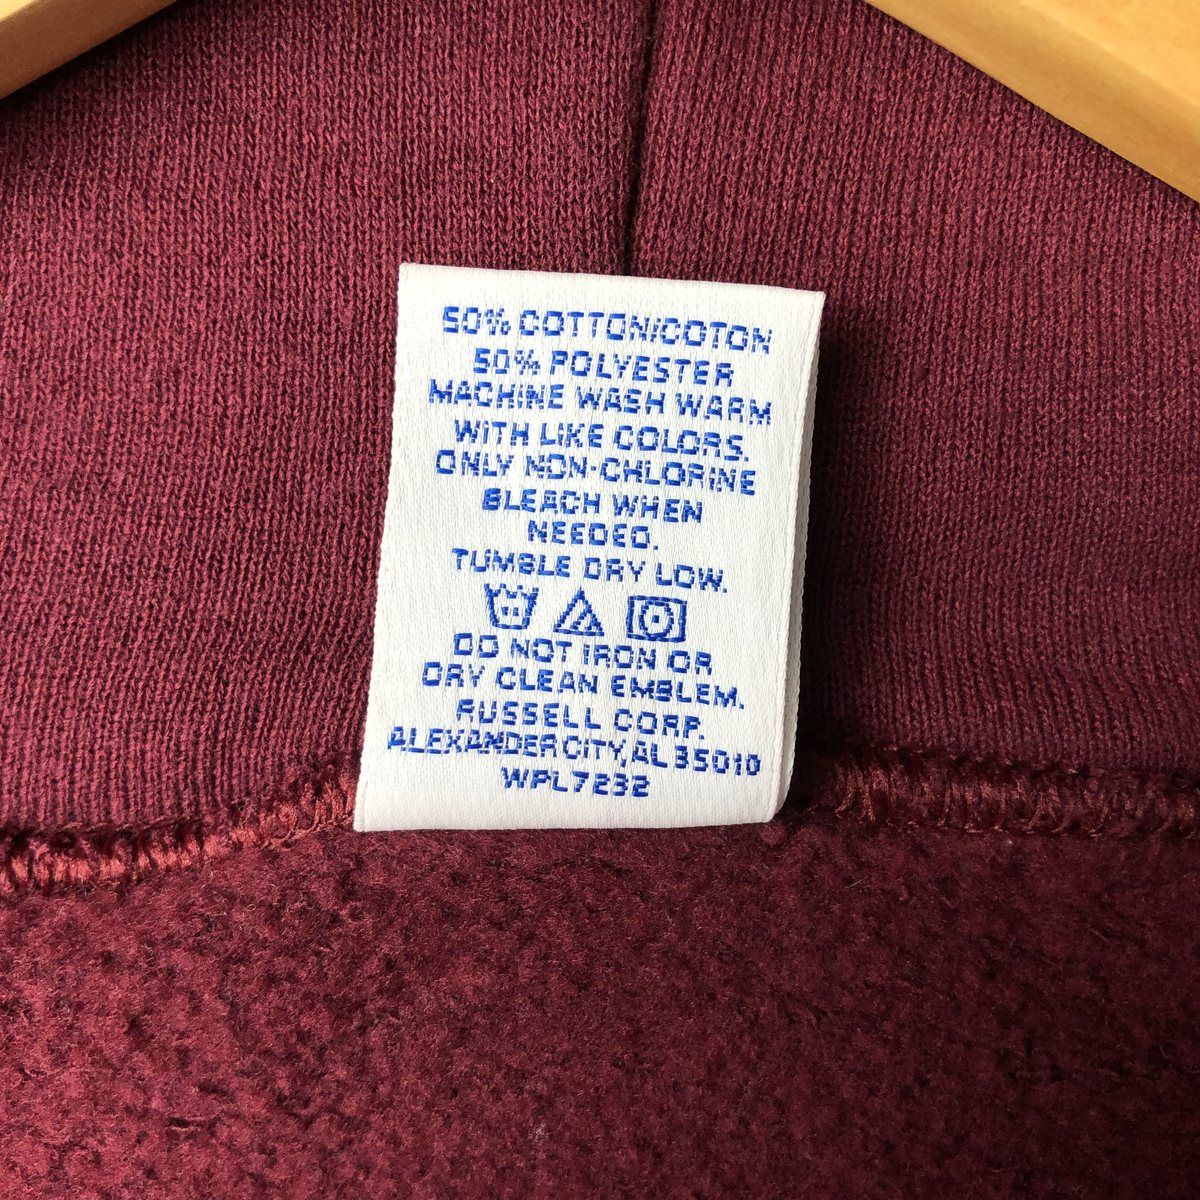 50% COTTON/COTON
50% POLYESTER
MACHINE WASH WARM
WITH LIKE COLORS.
ONLY NON-CHLORINE
BLEACH WHEN
NEEDED.
TUMBLE DRY LOW.
DO NOT IRON OR
DRY CLEAN EMBLEM.
RUSSELL CORP.
ALEXANDER CITY, AL 35010
WPL7232